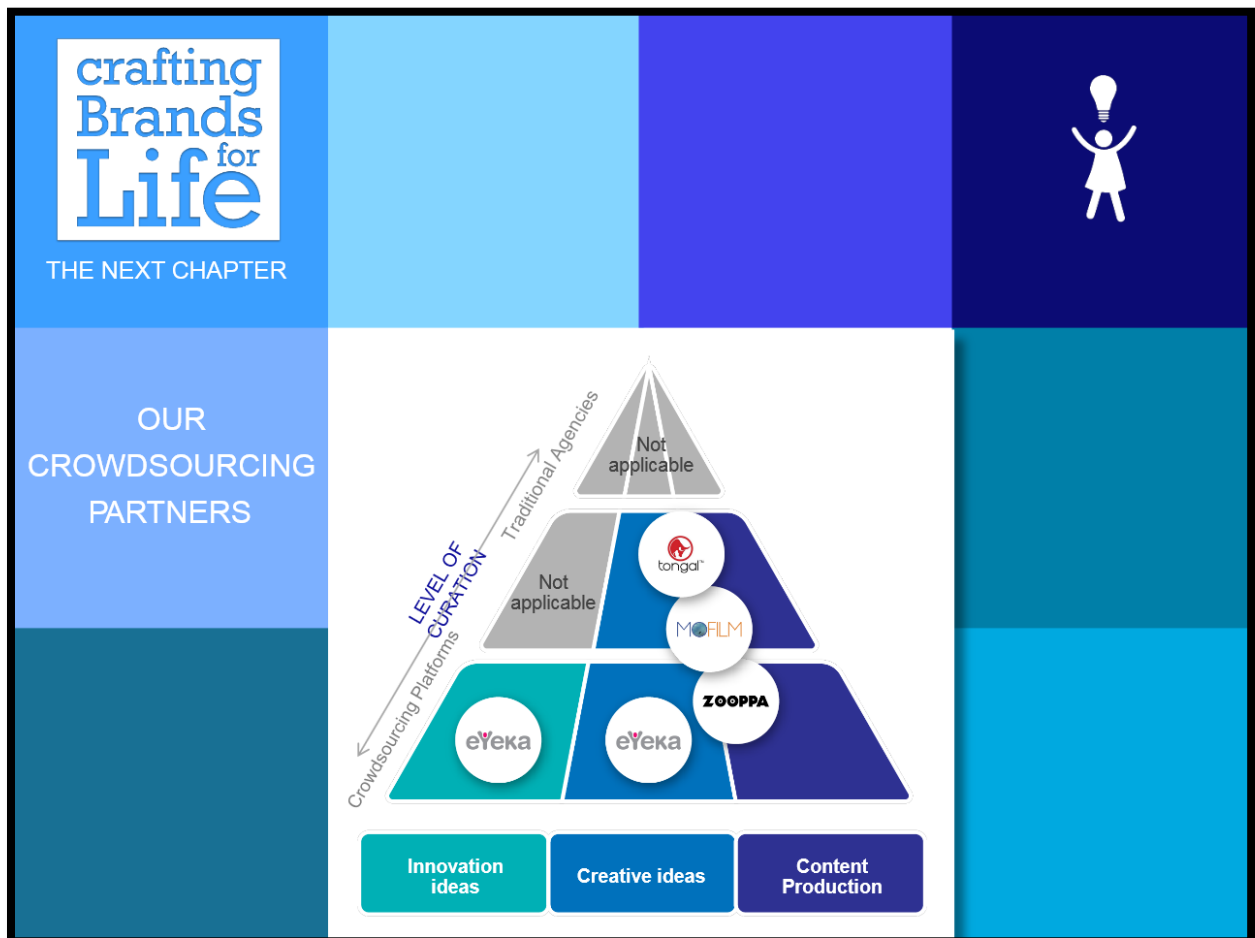 crafting
Brands
for
Life
THE NEXT CHAPTER
OUR
CROWDSOURCING
PARTNERS
Not
applicable
Traditional Agencies
LEVEL OF
CURATION
Crowdsourcing Platforms
Not
applicable
tongal™
MOFILM
ZOOPPA
eYeka
eYeka
Innovation
ideas
Creative ideas
Content
Production